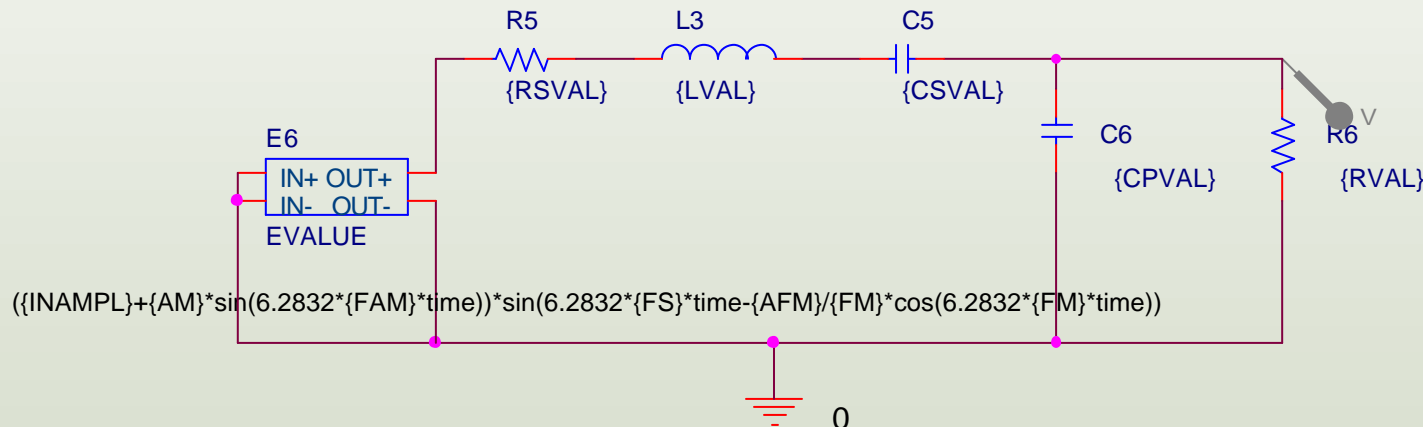 R5 L3 C5
{RSVAL} {LVAL} {CSVAL}
E6
IN+ OUT+
IN- OUT-
EVALUE
C6
{CPVAL}
V
R6
{RVAL}
({INAMPL}+{AM}*sin(6.2832*{FAM}*time))*sin(6.2832*{FS}*time-{AFM}/{FM}*cos(6.2832*{FM}*time))
0